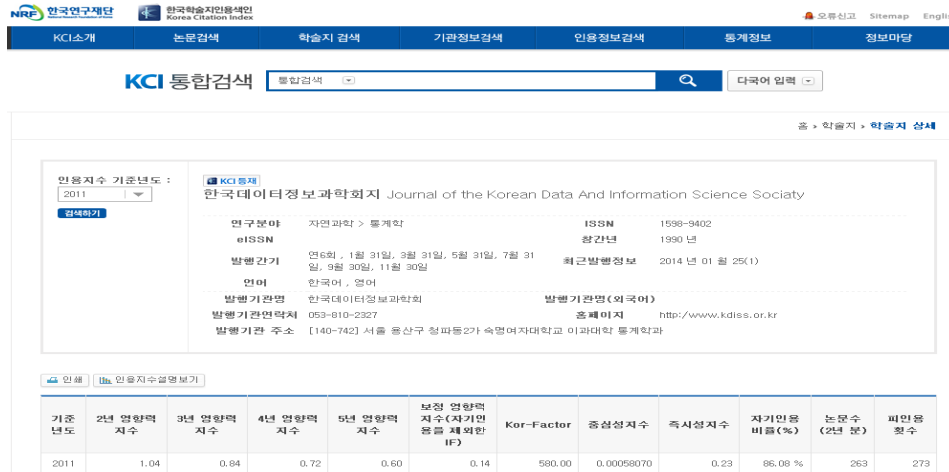 NRF 한국연구재단
한국학술지인용색인
Korea Citation Index
오류신고 Sitemap Engli
KCI소개 논문검색 학술지 검색 기관정보검색 인용정보검색 통계정보 정보마당
KCI 통합검색 통합검색 다국어 입력
홈 > 학술지 > 학술지 상세
인용지수 기준년도 :
2011
검색하기
KCI 등재
한국데이터정보과학회지 Journal of the Korean Data And Information Science Sociaty
연구분야 자연과학 > 통계학 ISSN 1598-9402
eISSN 창간년 1990 년
발행간기 연6회 , 1월 31일, 3월 31일, 5월 31일, 7월 31
일, 9월 30일, 11월 30일 최근발행정보 2014 년 01 월 25(1)
언어 한국어 , 영어
발행기관명 한국데이터정보과학회 발행기관명(외국어)
발행기관연락처 053-810-2327 홈페이지 http:/www.kdiss.or.kr
발행기관 주소 [140-742] 서울 용산구 청파동2가 숙명여자대학교 이과대학 통계학과
인쇄 인용지수설명보기
기준
년도
2년 영향력
지수
3년 영향력
지수
4년 영향력
지수
5년 영향력
지수
보정 영향력
지수(자기인
용을 제외한
IF)
Kor-Factor
중심성지수
즉시성지수
자기인용
비율(%)
논문수
(2년 분)
피인용
횟수
2011 1.04 0.84 0.72 0.60 0.14 580.00 0.00058070 0.23 86.08 % 263 273